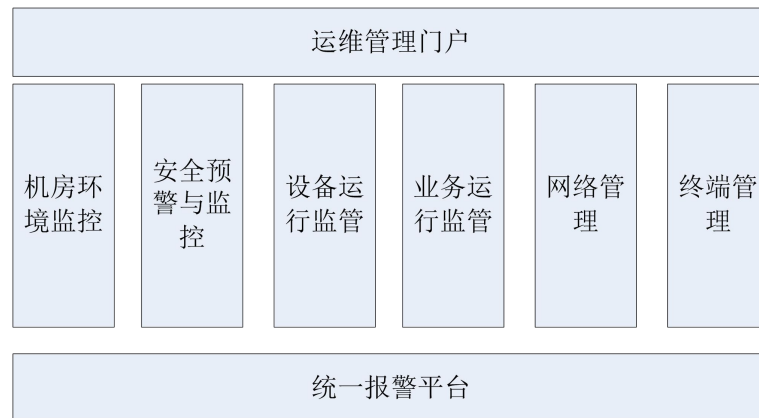 运维管理门户
机房环
境监控
安全预
警与监
控
设备运
行监管
业务运
行监管
网络管
理
终端管
理
统一报警平台